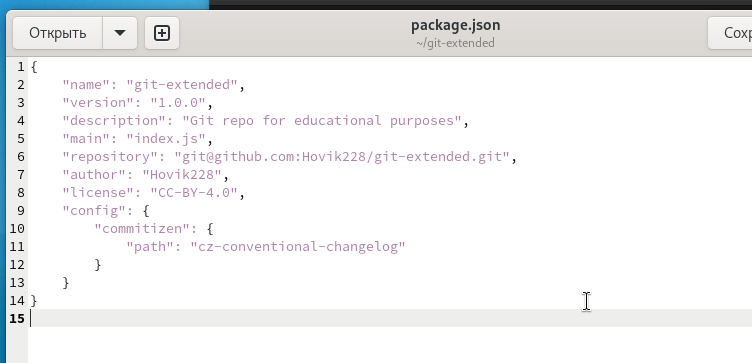 Открыть
package.json
~/git-extended
Сохр
1 {
2     "name": "git-extended",
3     "version": "1.0.0",
4     "description": "Git repo for educational purposes",
5     "main": "index.js",
6     "repository": "git@github.com:Hovik228/git-extended.git",
7     "author": "Hovik228",
8     "license": "CC-BY-4.0",
9     "config": {
10         "commitizen": {
11             "path": "cz-conventional-changelog"
12         }
13     }
14 }
15